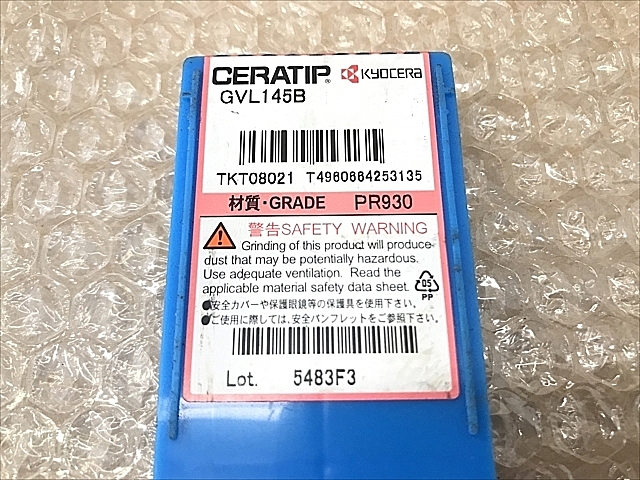 CERATIP® KYOCERA
GVL145B
TKT08021 T4960664253135
材質・GRADE PR930
警告SAFETY WARNING
Grinding of this product will produce
dust that may be potentially hazardous.
Use adequate ventilation. Read the
applicable material safety data sheet.
05
PP
●安全カバーや保護眼鏡等の保護具を使用下さい。
●ご使用に際しては、安全パンフレットをご参照下さい。
Lot. 5483F3